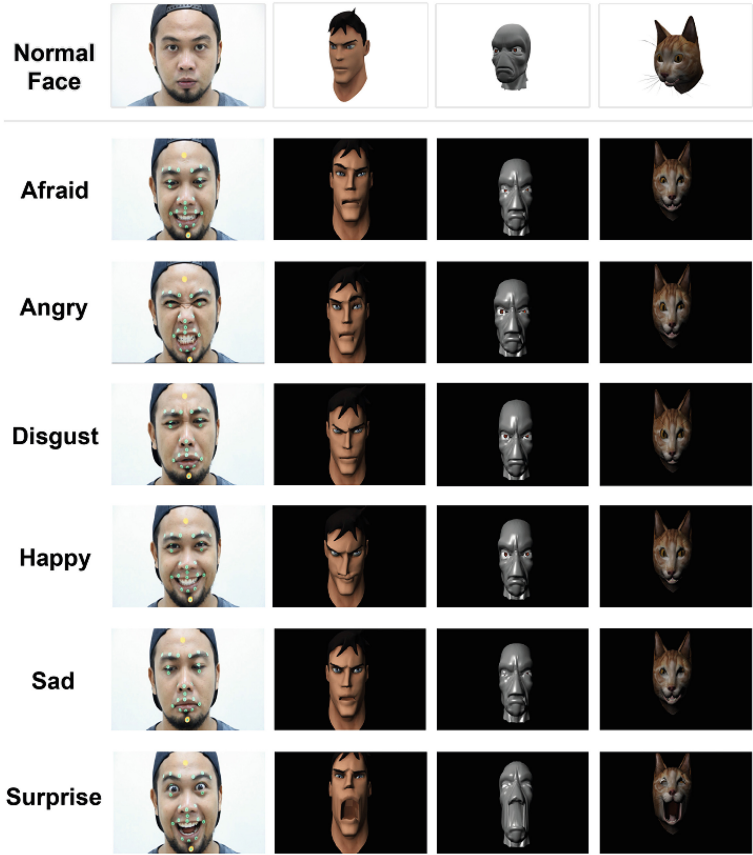 Normal
Face
Afraid
Angry
Disgust
Happy
Sad
Surprise